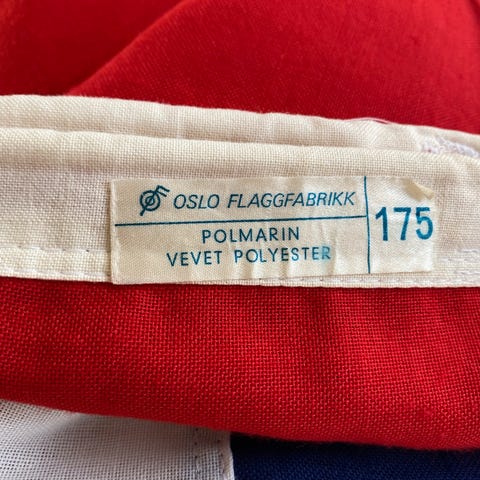 OSLO FLAGGFABRIKK
POLMARIN
VEVET POLYESTER
175